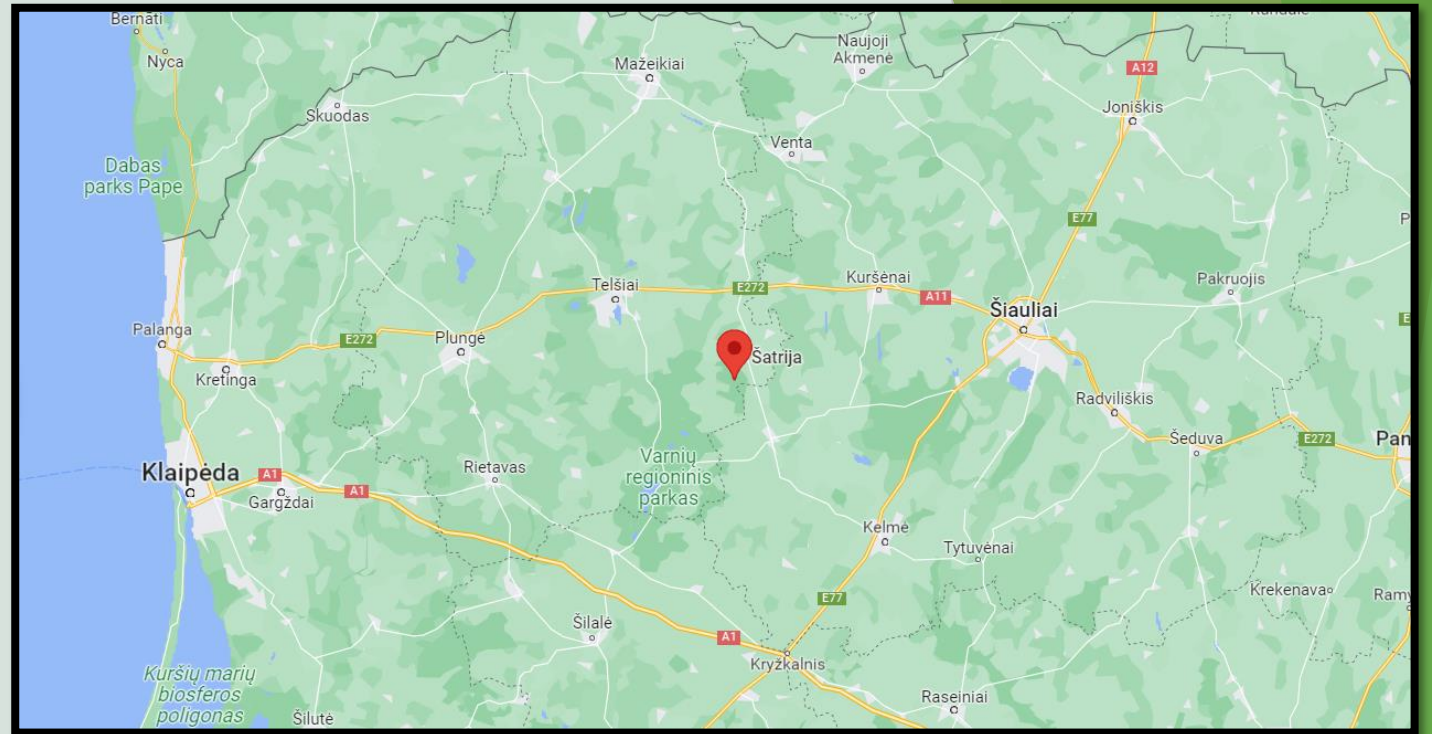 Bernati
Nyca
Mažeikiai
Naujoji
Akmenė
A12
Skuodas
Joniškis
Venta
Dabas
parks Pape
E77
Telšiai
E272
Kuršėnai
A11
Pakruojis
Šiauliai
Palanga
E272
Plungė
Šatrija
Kretinga
Radviliškis
Šeduva
E272
Klaipėda
A1
Gargždai
A1
Rietavas
Varnių
regioninis
parkas
Kelmė
Tytuvėnai
E77
Krekenava
Šilalė
A1
Kryžkalnis
Kuršių marių
biosferos
poligonas
Šilutė
Raseiniai